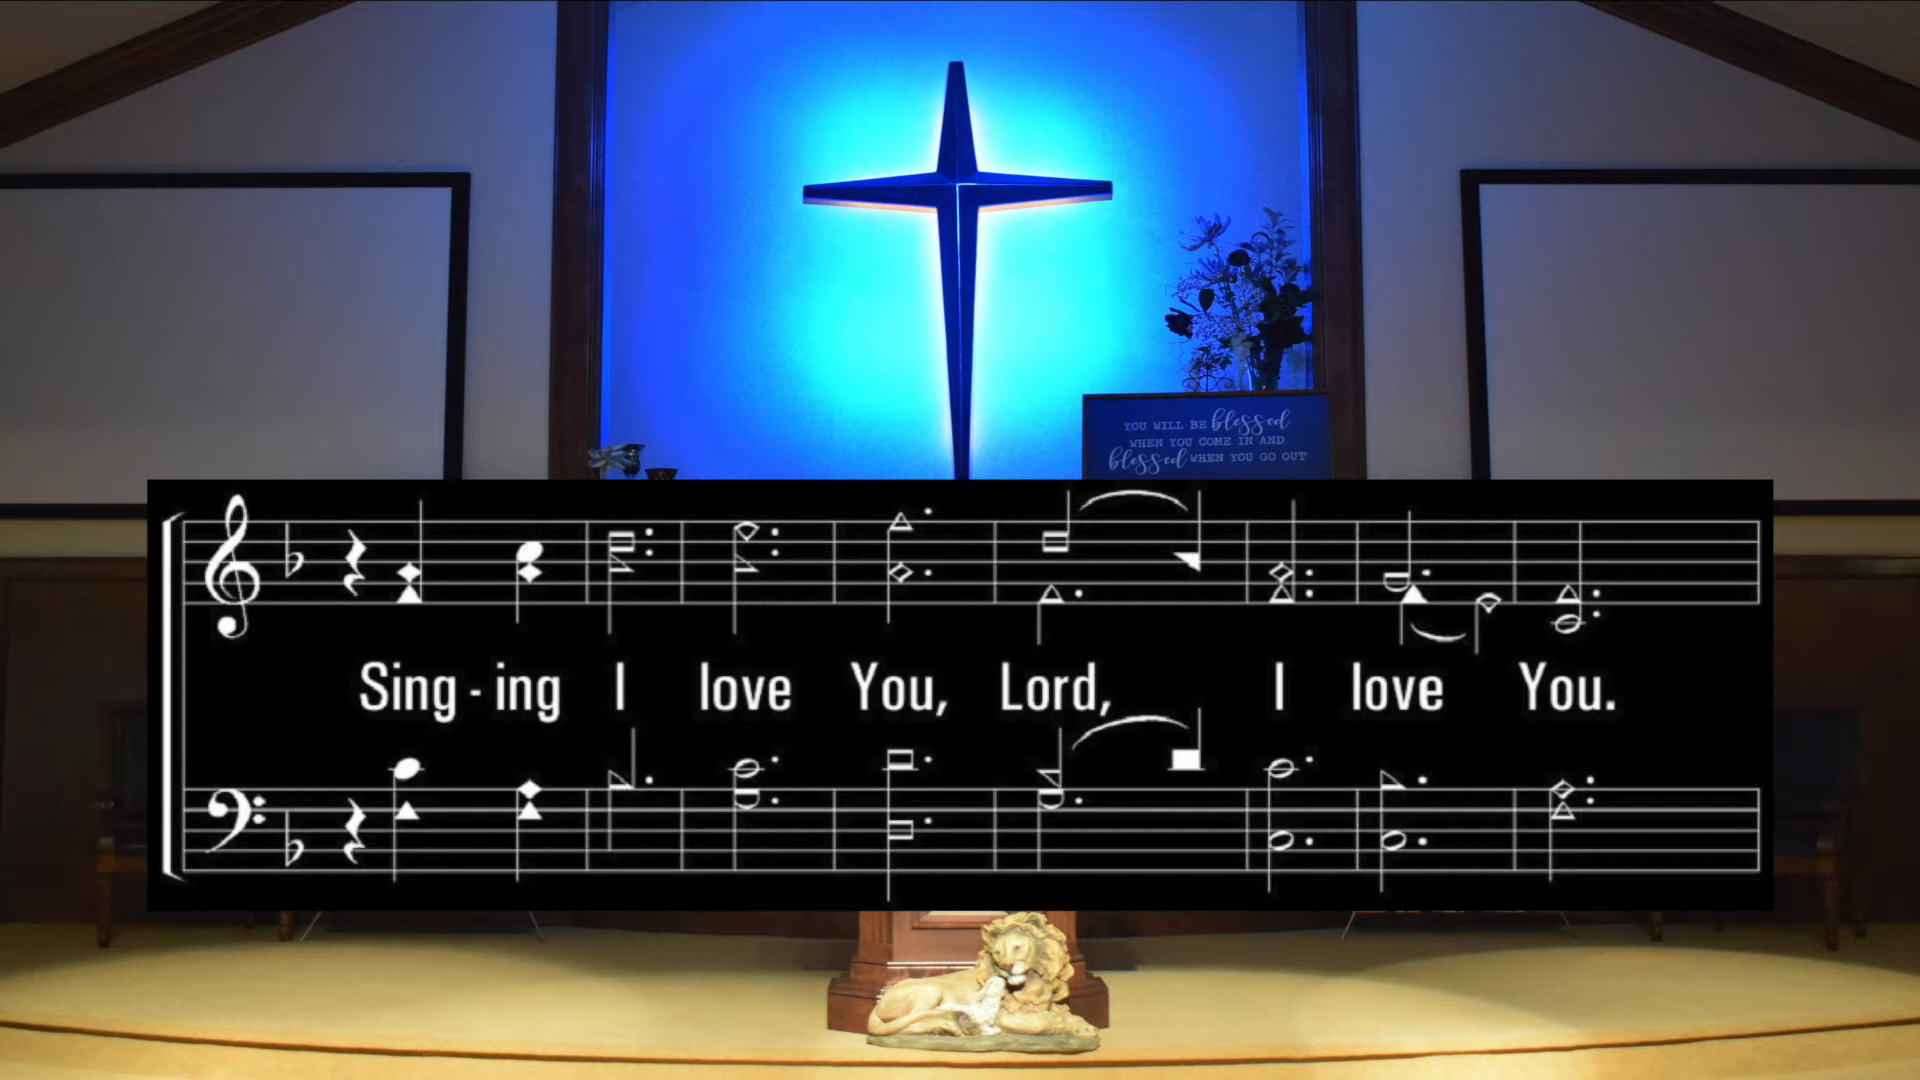 YOU WILL BE blessed
WHEN YOU COME IN AND
blessed WHEN YOU GO OUT
Sing - ing I love You, Lord, I love You.